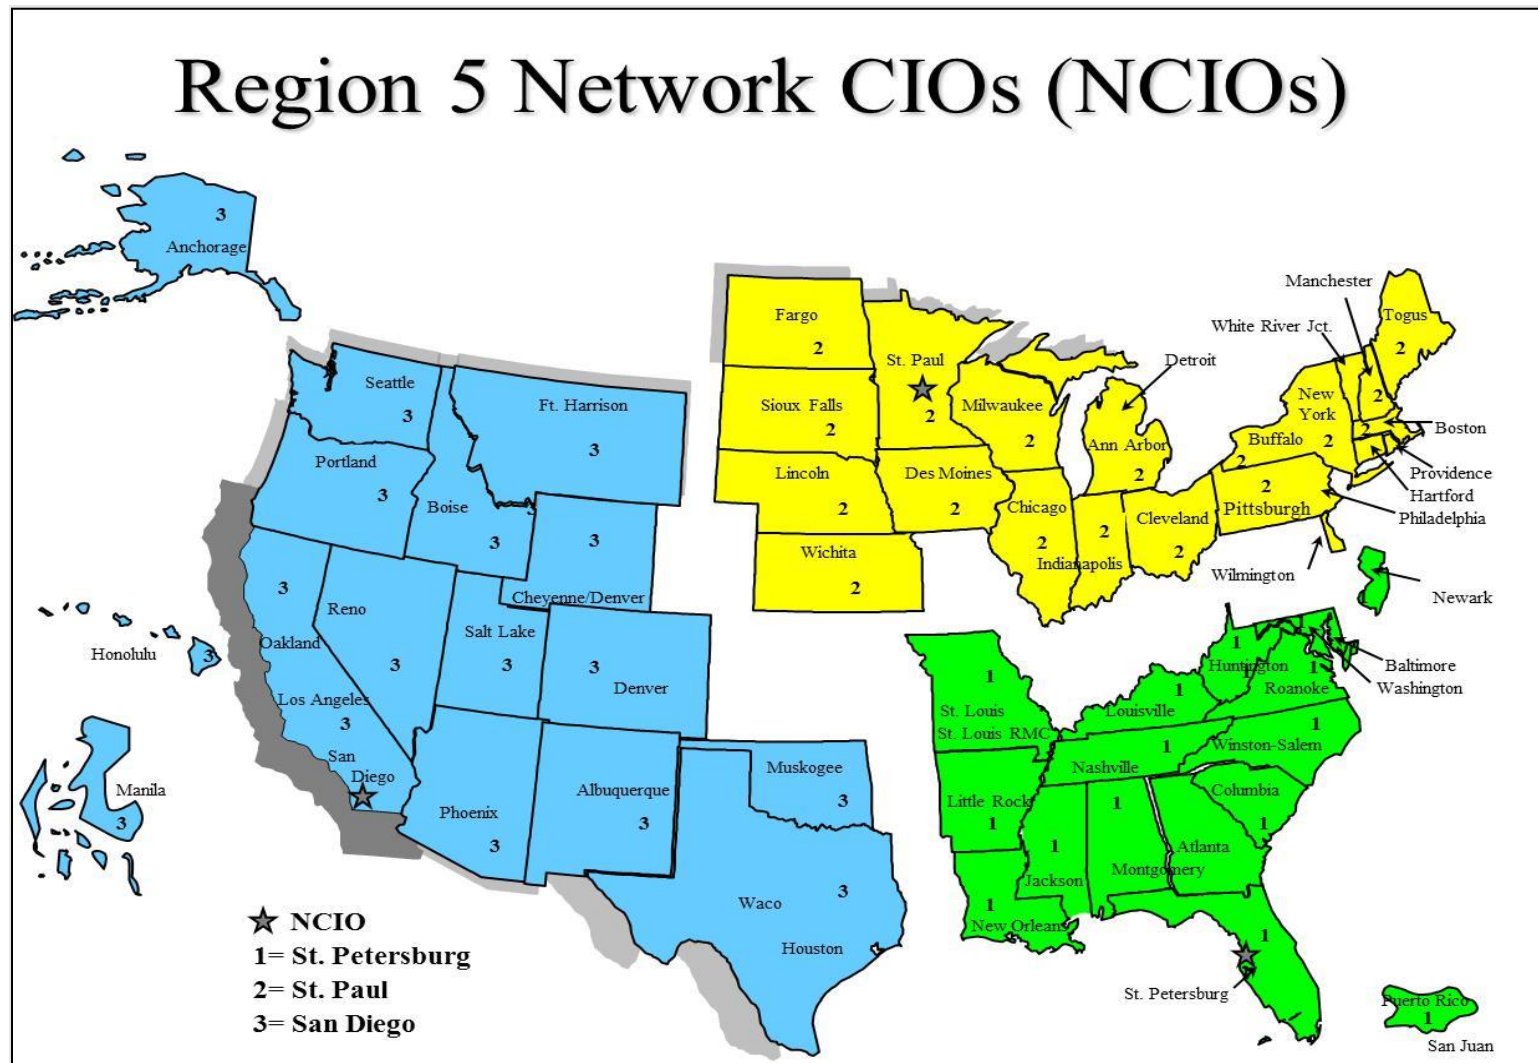 Region 5 Network CIOs (NCIOs)
3
Anchorage
Seattle
3
Ft. Harrison
3
Portland
3
Boise
3
3
3
Cheyenne/Denver
3
Oakland
Reno
3
Salt Lake
3
3
Denver
Los Angeles
3
San
Diego
Honolulu
3
Manila
3
Phoenix
3
Albuquerque
3
Muskogee
3
Waco
3
Houston
Fargo
2
St. Paul
2
Sioux Falls
2
Milwaukee
2
Detroit
Ann Arbor
2
Lincoln
2
Des Moines
2
Chicago
2
2
Indianapolis
Cleveland
2
Wichita
2
Manchester
White River Jct.
Togus
2
2
New
York
2
Buffalo
2
2
Boston
Providence
Hartford
Philadelphia
2
Pittsburgh
Wilmington
Newark
1
1
St. Louis
St. Louis RMC
1
Louisville
1
Huntington
1
1
Roanoke
Baltimore
Washington
1
Nashville
1
Winston-Salem
Little Rock
1
Columbia
1
1
Jackson
1
Montgomery
Atlanta
1
New Orleans
1
St. Petersburg
Puerto Rico
1
San Juan
NCIO
1= St. Petersburg
2= St. Paul
3= San Diego